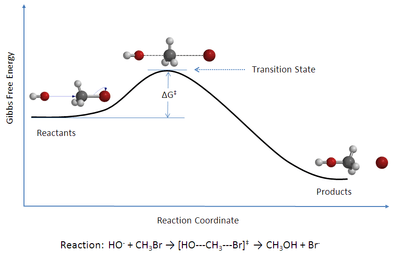 Gibbs Free Energy
Transition State
ΔG‡
Reactants
Products
Reaction Coordinate
Reaction: HO- + CH3Br → [HO---CH3---Br]‡ → CH3OH + Br-